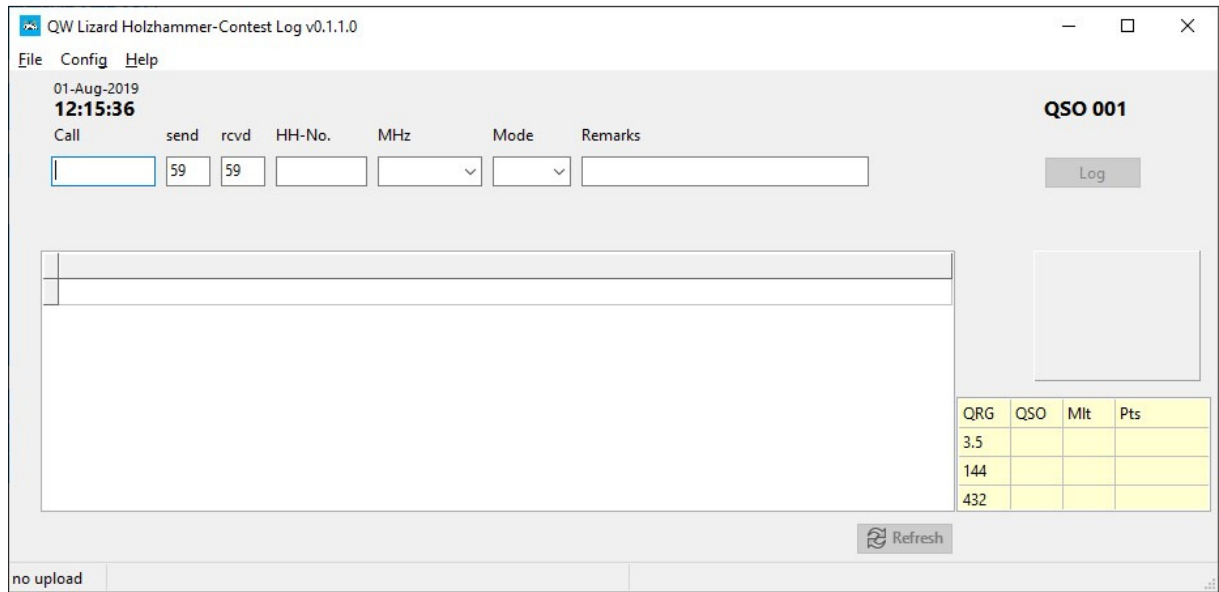 QW Lizard Holzhammer-Contest Log v0.1.1.0
File Config Help
01-Aug-2019
12:15:36
QSO 001
Call send rcvd HH-No. MHz Mode Remarks
59 59
Log
QRG QSO Mlt Pts
3.5
144
432
Refresh
no upload